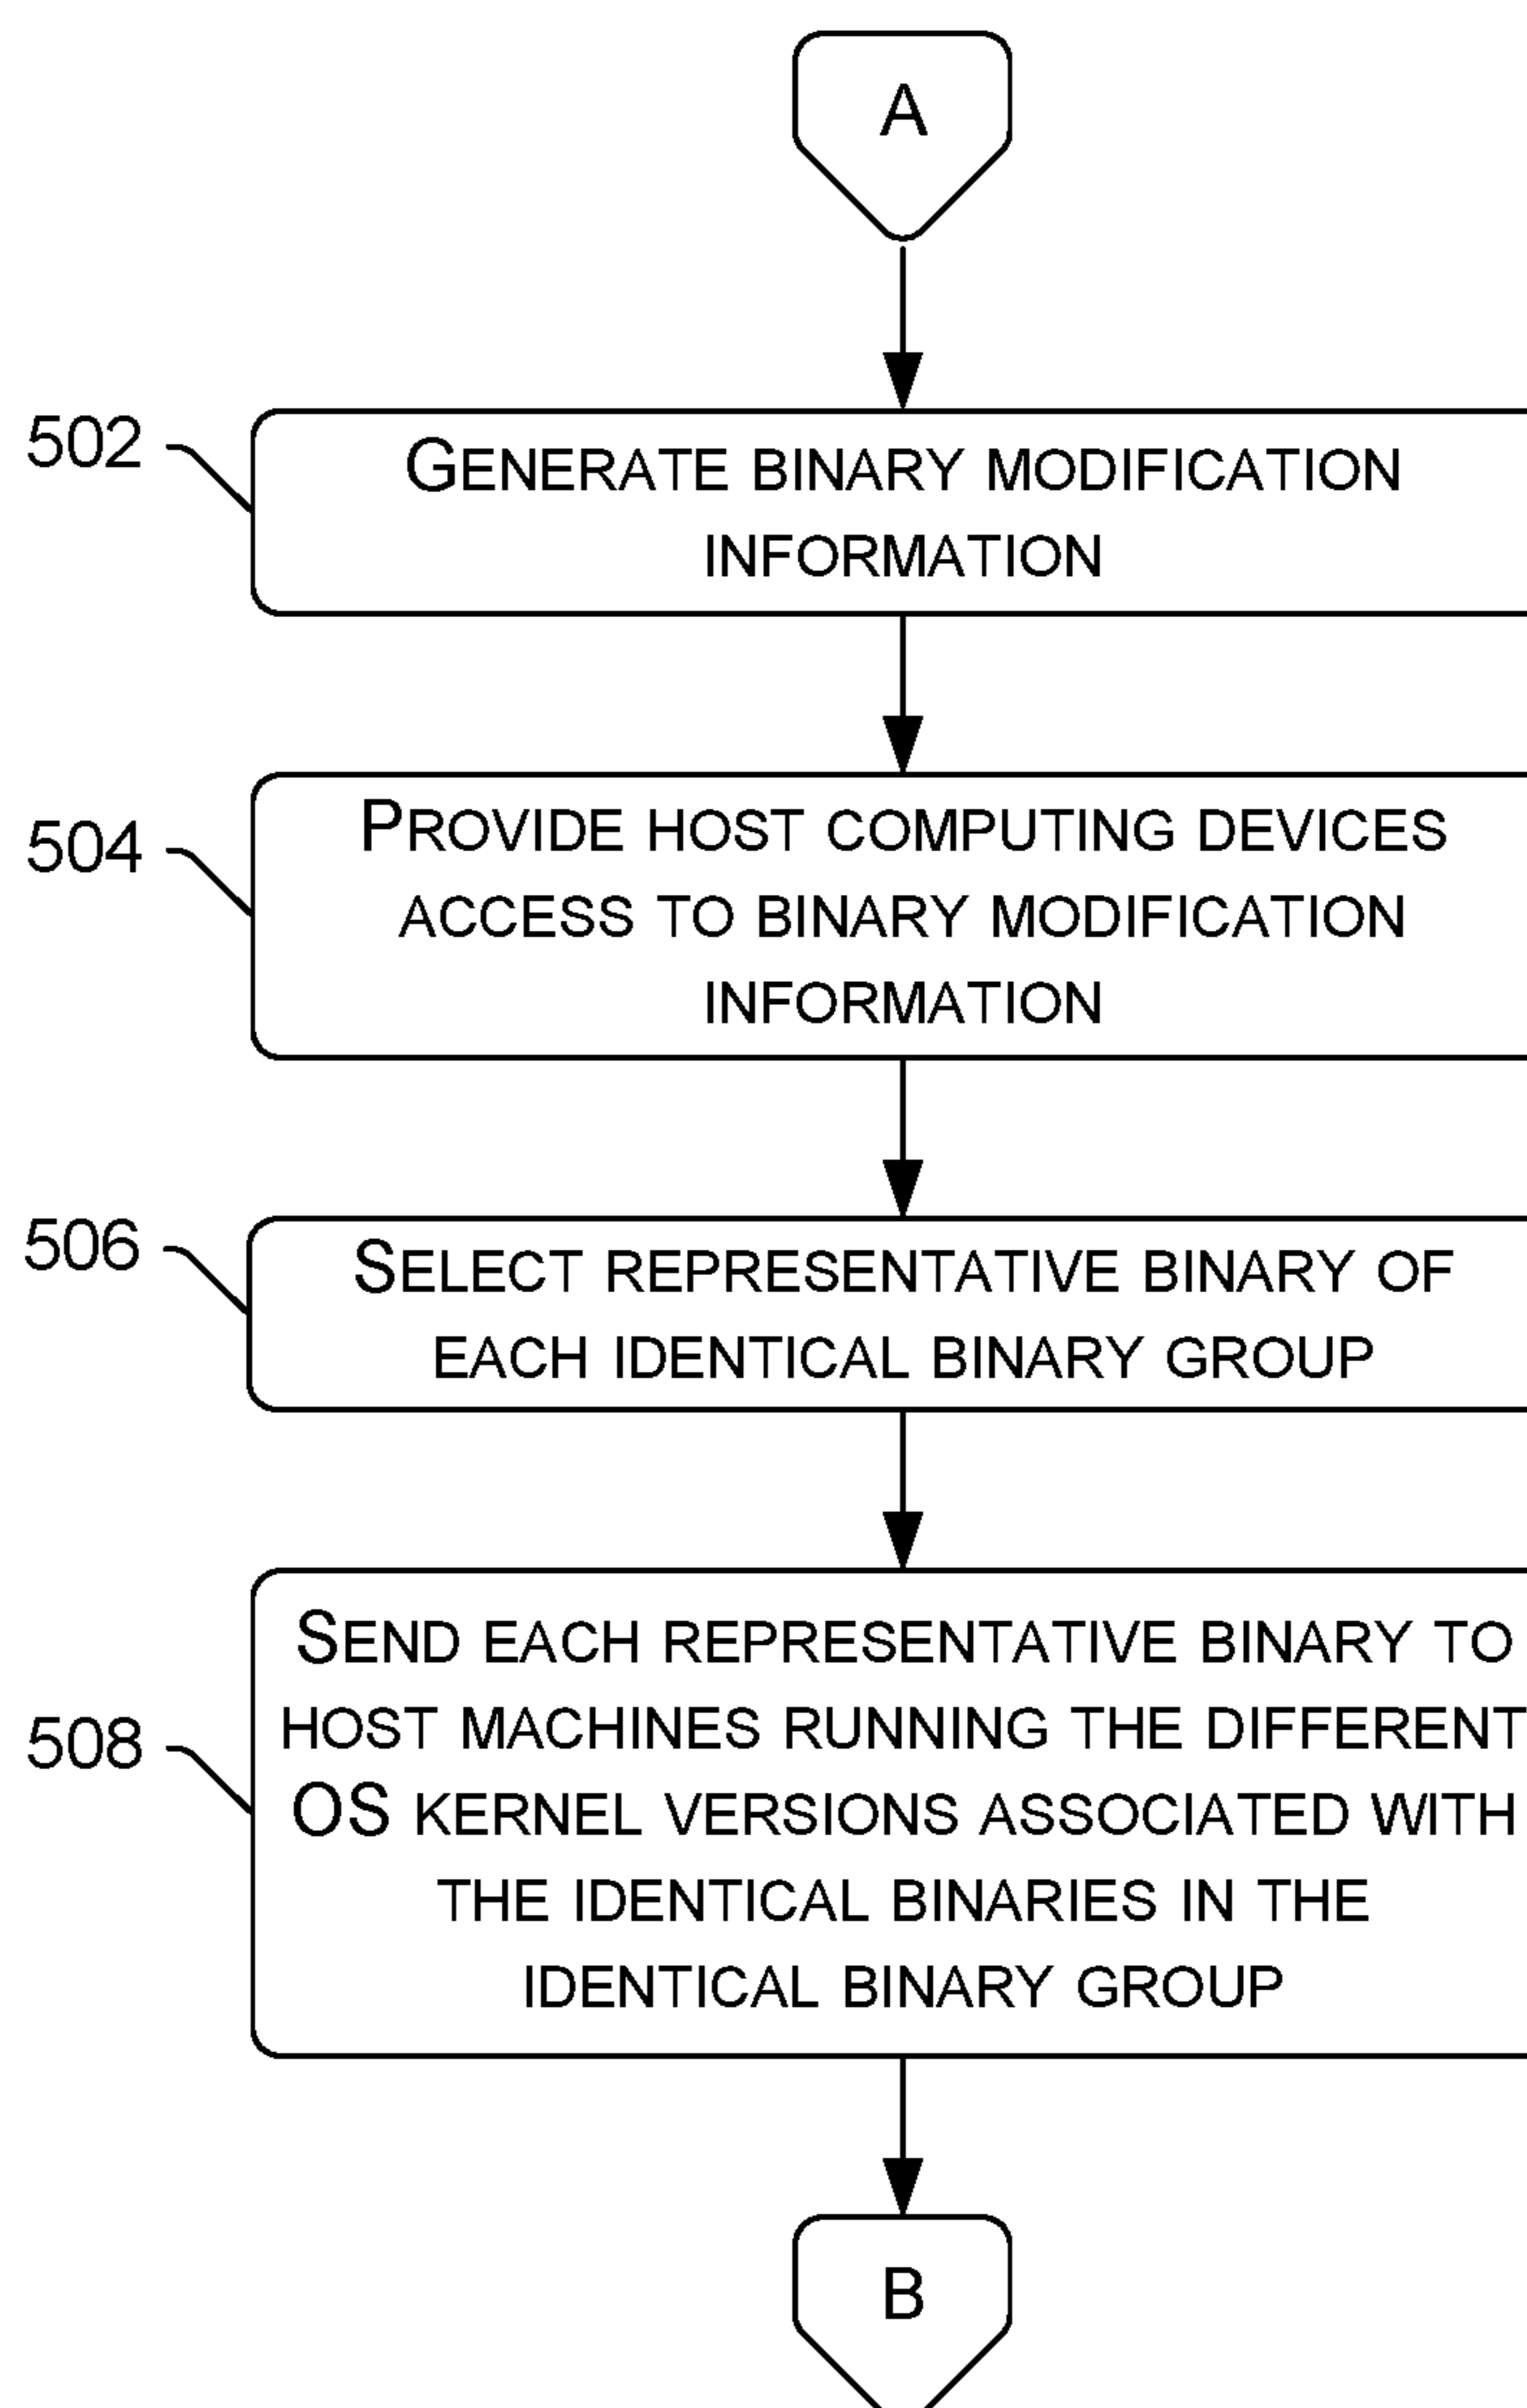 A
502
GENERATE BINARY MODIFICATION
INFORMATION
504
PROVIDE HOST COMPUTING DEVICES
ACCESS TO BINARY MODIFICATION
INFORMATION
506
SELECT REPRESENTATIVE BINARY OF
EACH IDENTICAL BINARY GROUP
508
SEND EACH REPRESENTATIVE BINARY TO
HOST MACHINES RUNNING THE DIFFERENT
OS KERNEL VERSIONS ASSOCIATED WITH
THE IDENTICAL BINARIES IN THE
IDENTICAL BINARY GROUP
B